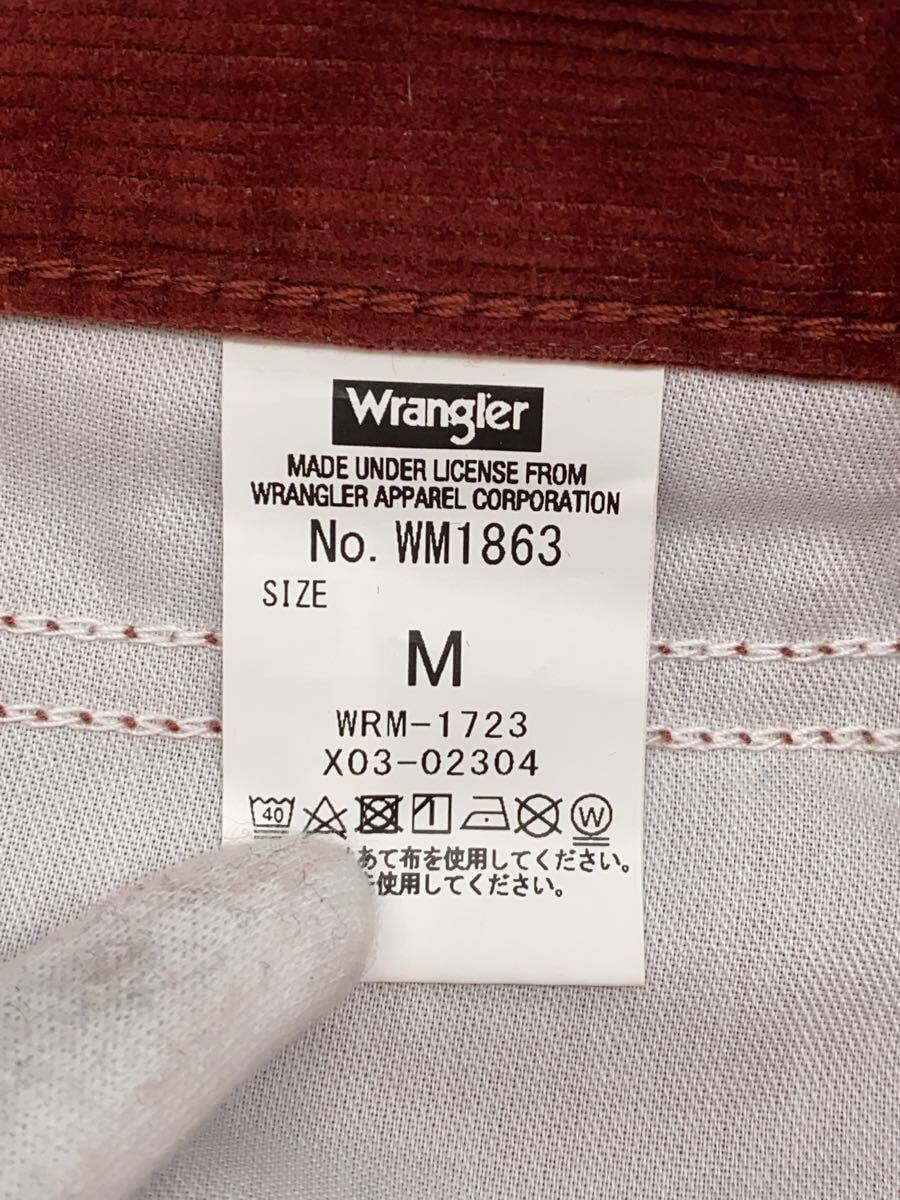 Wrangler
MADE UNDER LICENSE FROM
WRANGLER APPAREL CORPORATION
No. WM1863
SIZE
M
WRM-1723
X03-02304
40
W
あて布を使用してください。
使用してください。